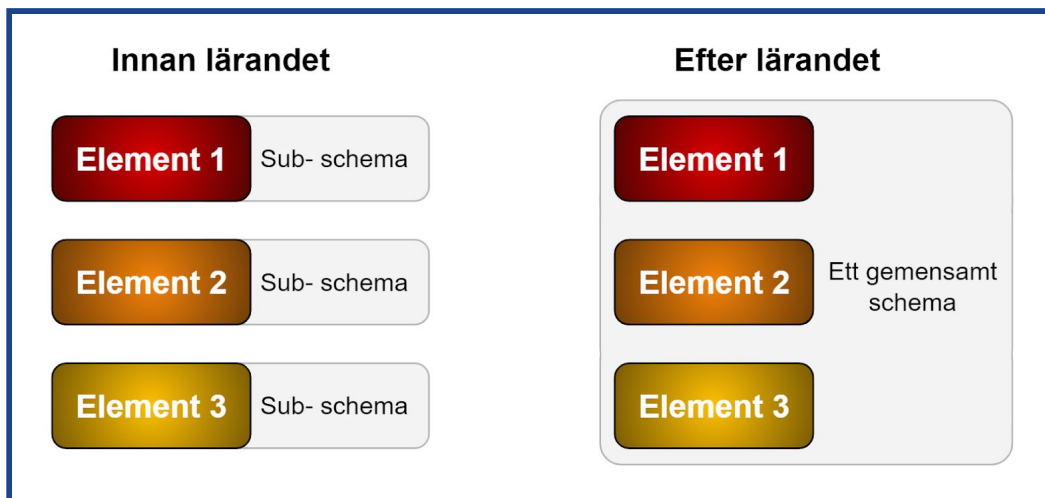 Innan lärandet
Element 1 Sub- schema
Element 2 Sub- schema
Element 3 Sub- schema
Efter lärandet
Element 1
Element 2
Element 3
Ett gemensamt
schema